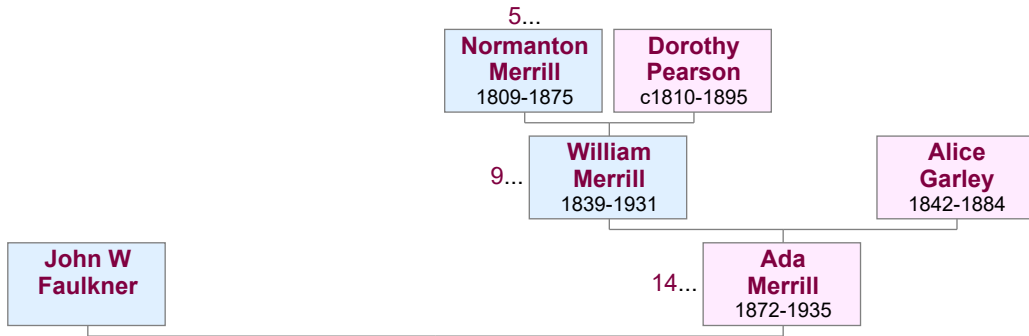 5...
Normanton
Merrill
1809-1875
Dorothy
Pearson
c1810-1895
9...
William
Merrill
1839-1931
Alice
Garley
1842-1884
John W
Faulkner
14...
Ada
Merrill
1872-1935